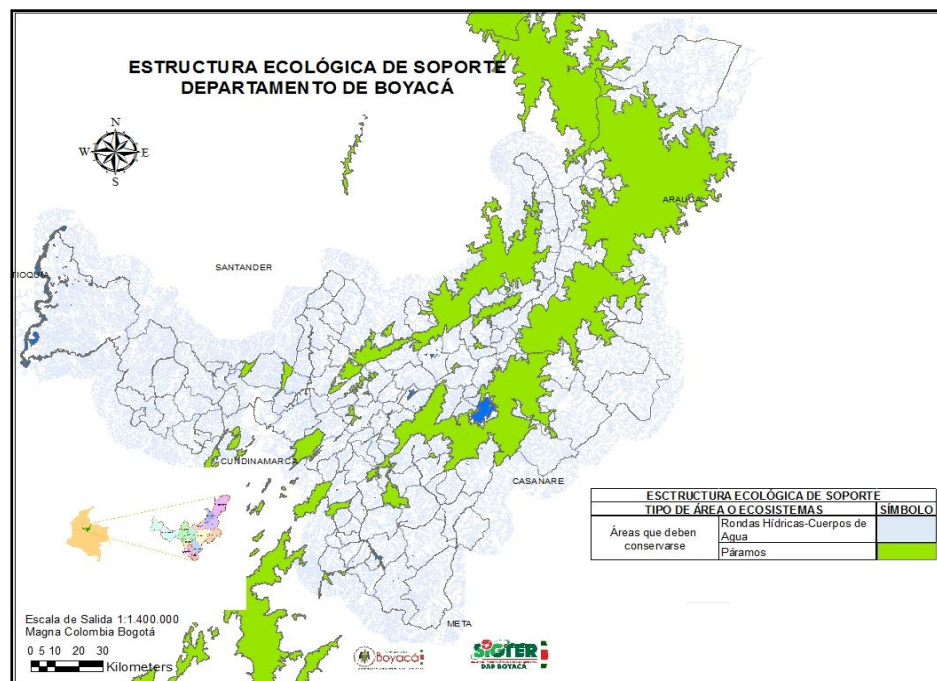 ESTRUCTURA ECOLÓGICA DE SOPORTE
DEPARTAMENTO DE BOYACÁ
N
W E
S
ARAUCA
TIOQUIA
SANTANDER
CUNDINAMARCA
CASANARE
META
ESCTRUCTURA ECOLÓGICA DE SOPORTE
TIPO DE ÁREA O ECOSISTEMAS SÍMBOLO
Áreas que deben
conservarse
Rondas Hídricas-Cuerpos de
Agua
Páramos
Escala de Salida 1:1.400.000
Magna Colombia Bogotá
0 5 10 20 30
Kilometers
Boyacá
SIGTER
DAP BOYACA